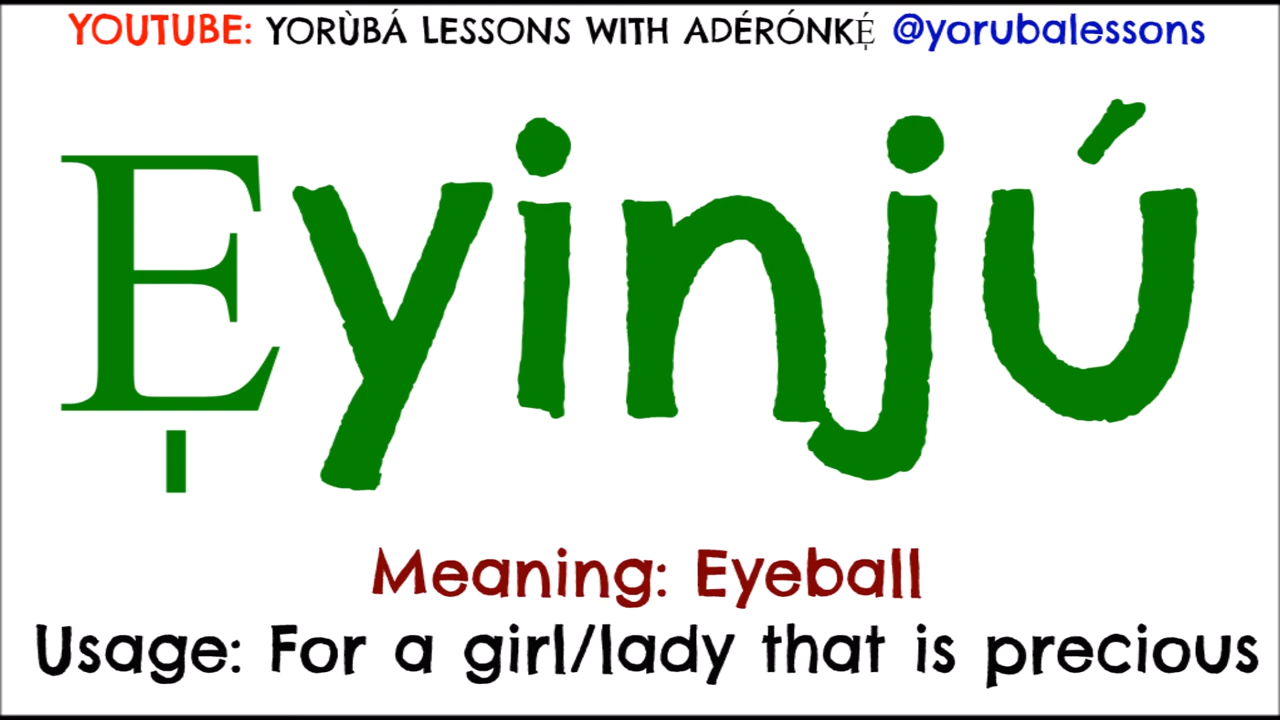 YOUTUBE: YORÙBÁ LESSONS WITH ADÉRÓNKẸ́ @yorubalessons
Ẹyinjú
Meaning: Eyeball
Usage: For a girl/lady that is precious